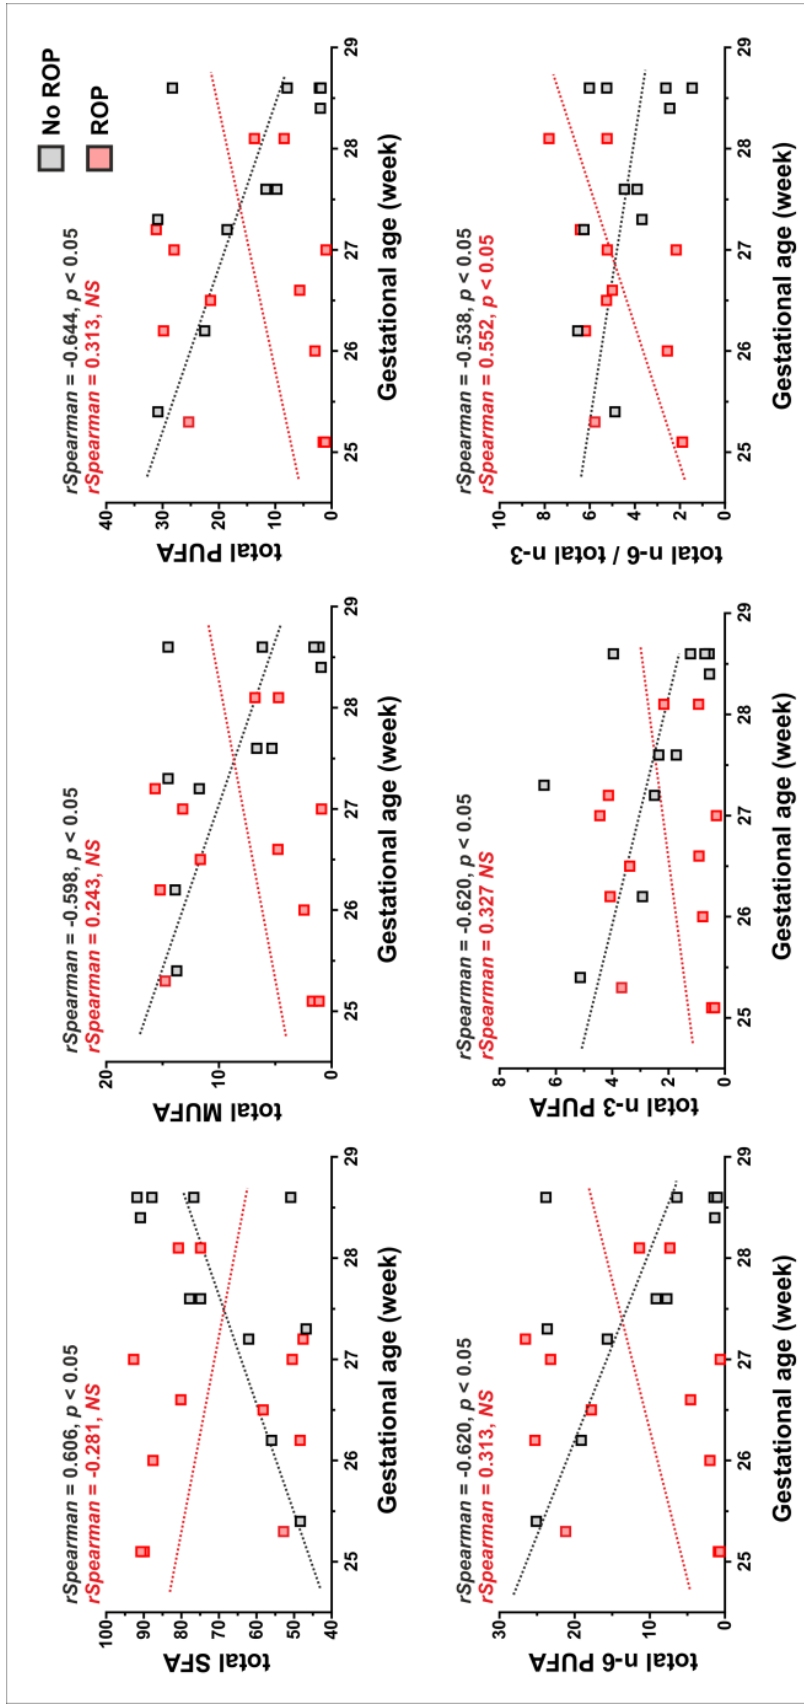 No ROP
ROP
rSpearman = 0.606, p < 0.05
rSpearman = -0.281, NS
total SFA
100
90
80
70
60
50
40
25
26
27
28
29
Gestational age (week)
rSpearman = -0.598, p < 0.05
rSpearman = 0.243, NS
total MUFA
20
10
0
25
26
27
28
29
Gestational age (week)
rSpearman = -0.644, p < 0.05
rSpearman = 0.313, NS
total PUFA
40
30
20
10
0
25
26
27
28
29
Gestational age (week)
rSpearman = -0.620, p < 0.05
rSpearman = 0.313, NS
total n-6 PUFA
30
20
10
0
25
26
27
28
29
Gestational age (week)
rSpearman = -0.620, p < 0.05
rSpearman = 0.327 NS
total n-3 PUFA
8
6
4
2
0
25
26
27
28
29
Gestational age (week)
rSpearman = -0.538, p < 0.05
rSpearman = 0.552, p < 0.05
total n-6 / total n-3
10
8
6
4
2
0
25
26
27
28
29
Gestational age (week)